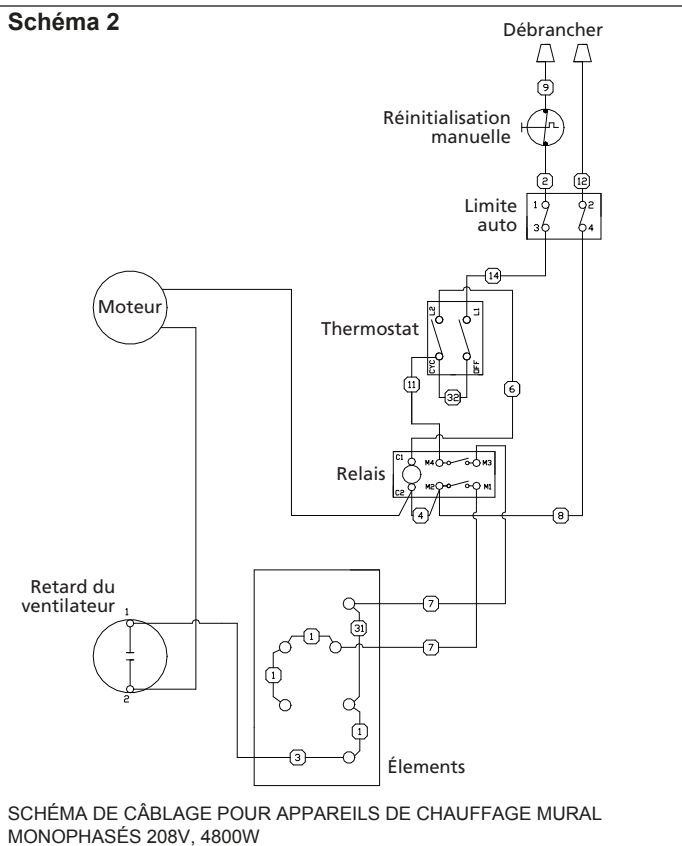 Schéma 2
Débrancher
9
Réinitialisation
manuelle
2
12
Limite
auto
1
2
3
4
14
Moteur
L2
L1
Thermostat
CYC
OFF
11
32
6
C1
M4
M3
Relais
C2
M2
M1
4
8
Retard du
ventilateur
1
7
31
1
7
1
2
1
3
Élements
SCHÉMA DE CÂBLAGE POUR APPAREILS DE CHAUFFAGE MURAL
MONOPHASÉS 208V, 4800W